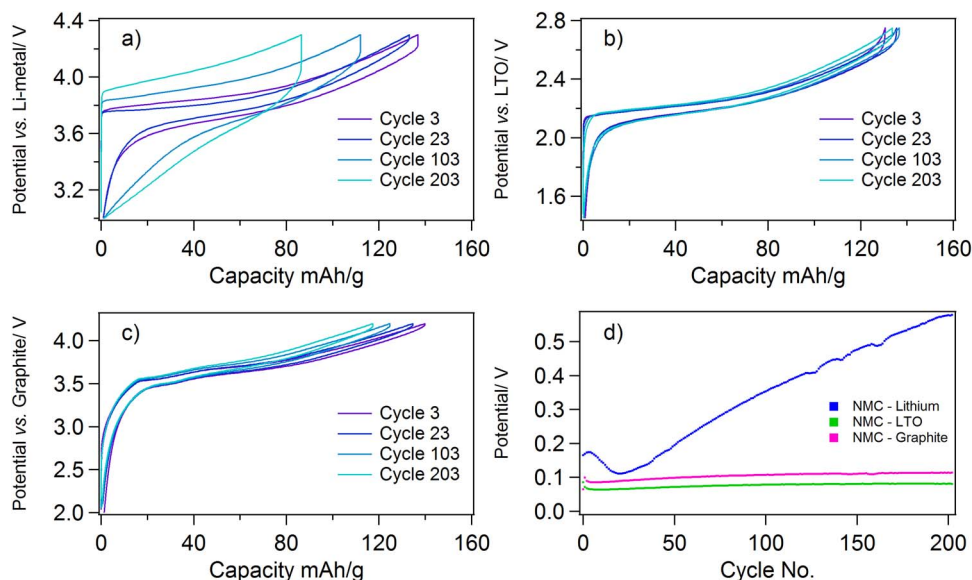 a)
Potential vs. Li-metal/ V
4.4
4.0
3.6
3.2
Cycle 3
Cycle 23
Cycle 103
Cycle 203
0
40
80
120
160
Capacity mAh/g
b)
Potential vs. LTO/ V
2.8
2.4
2.0
1.6
Cycle 3
Cycle 23
Cycle 103
Cycle 203
0
40
80
120
160
Capacity mAh/g
c)
Potential vs. Graphite/ V
4.0
3.5
3.0
2.5
2.0
Cycle 3
Cycle 23
Cycle 103
Cycle 203
0
40
80
120
160
Capacity mAh/g
d)
Potential/ V
0.5
0.4
0.3
0.2
0.1
0.0
NMC - Lithium
NMC - LTO
NMC - Graphite
0
50
100
150
200
Cycle No.